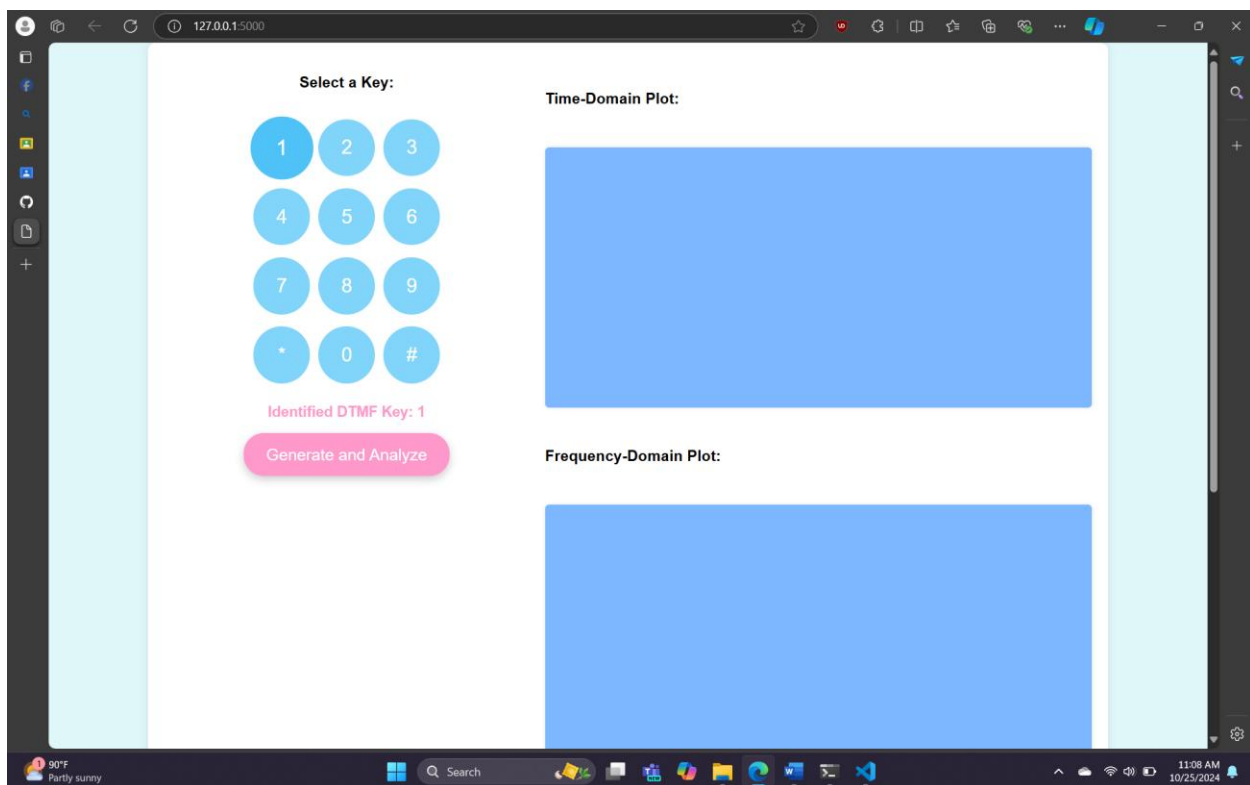 127.0.0.1:5000
Select a Key:
1 2 3
4 5 6
7 8 9
* 0 #
Identified DTMF Key: 1
Generate and Analyze
Time-Domain Plot:
Frequency-Domain Plot:
1
90°F
Partly sunny
Search
11:08 AM
10/25/2024